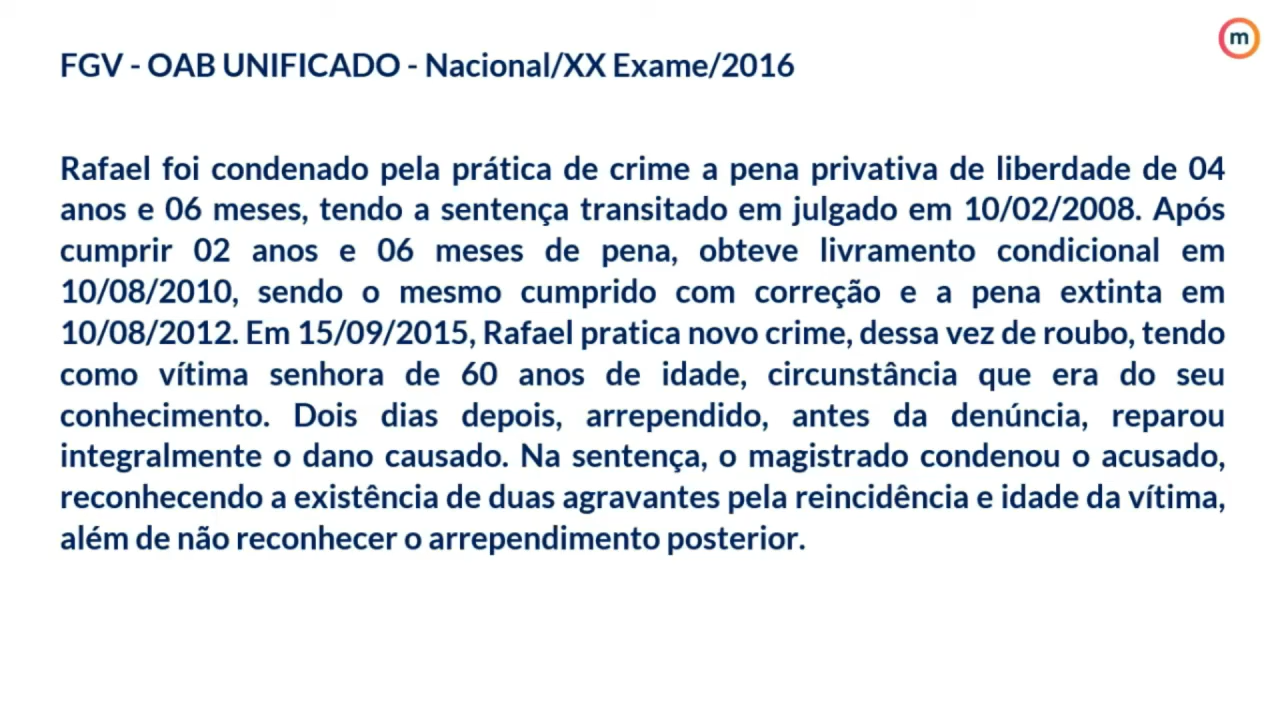 m
FGV - OAB UNIFICADO - Nacional/XX Exame/2016
Rafael foi condenado pela prática de crime a pena privativa de liberdade de 04
anos e 06 meses, tendo a sentença transitado em julgado em 10/02/2008. Após
cumprir 02 anos e 06 meses de pena, obteve livramento condicional em
10/08/2010, sendo o mesmo cumprido com correção e a pena extinta em
10/08/2012. Em 15/09/2015, Rafael pratica novo crime, dessa vez de roubo, tendo
como vítima senhora de 60 anos de idade, circunstância que era do seu
conhecimento. Dois dias depois, arrependido, antes da denúncia, reparou
integralmente o dano causado. Na sentença, o magistrado condenou o acusado,
reconhecendo a existência de duas agravantes pela reincidência e idade da vítima,
além de não reconhecer o arrependimento posterior.